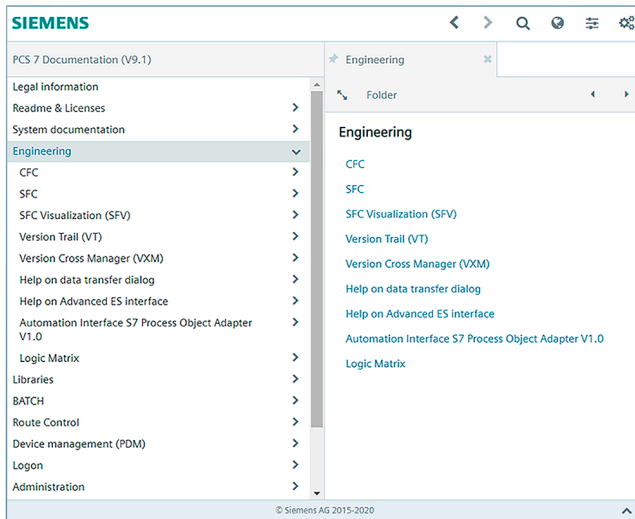 SIEMENS
PCS 7 Documentation (V9.1)
Legal information
Readme & Licenses
System documentation
Engineering
CFC
SFC
SFC Visualization (SFV)
Version Trail (VT)
Version Cross Manager (VXM)
Help on data transfer dialog
Help on Advanced ES interface
Automation Interface S7 Process Object Adapter
V1.0
Logic Matrix
Libraries
BATCH
Route Control
Device management (PDM)
Logon
Administration
Engineering
Folder
Engineering
CFC
SFC
SFC Visualization (SFV)
Version Trail (VT)
Version Cross Manager (VXM)
Help on data transfer dialog
Help on Advanced ES interface
Automation Interface S7 Process Object Adapter V1.0
Logic Matrix
© Siemens AG 2015-2020